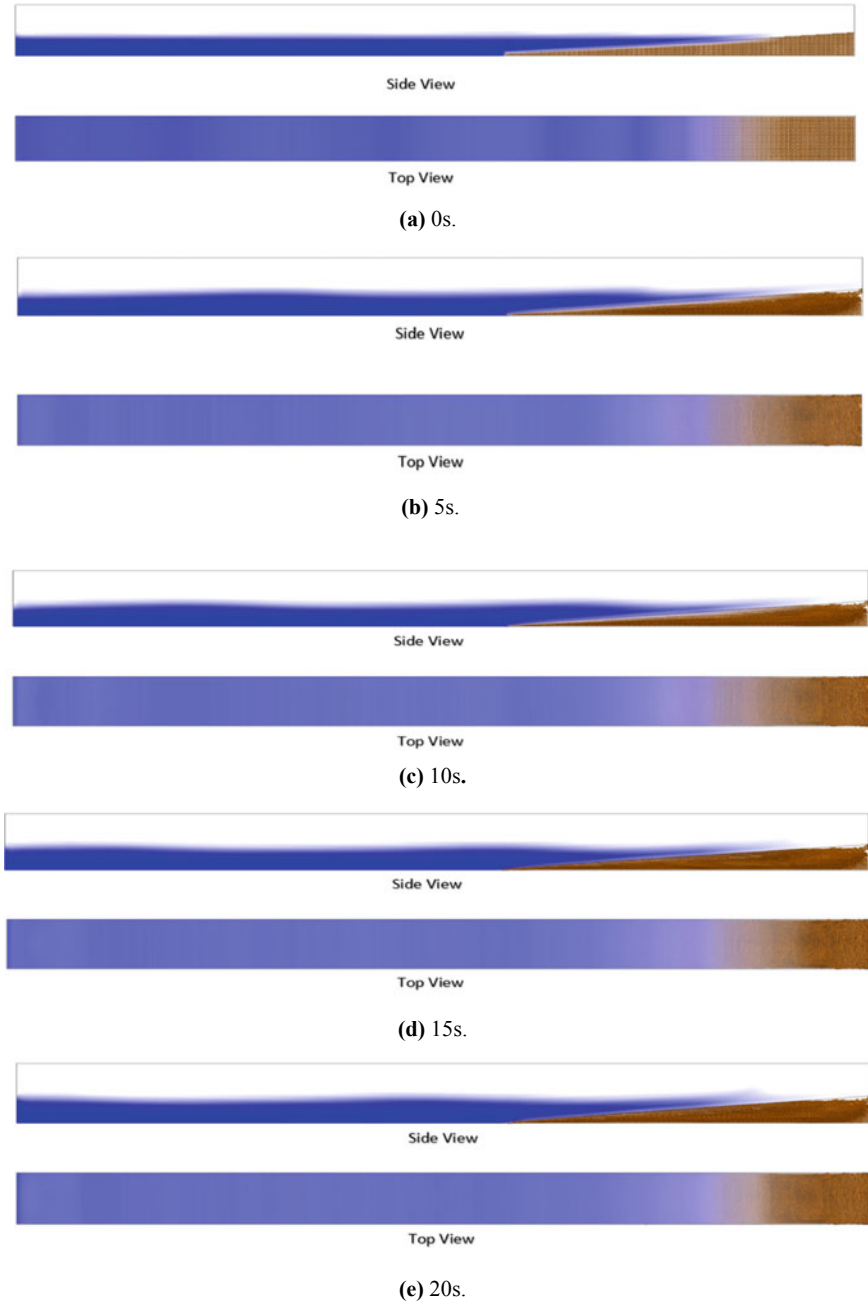 Side View
Top View
(a) 0s.
Side View
Top View
(b) 5s.
Side View
Top View
(c) 10s.
Side View
Top View
(d) 15s.
Side View
Top View
(e) 20s.